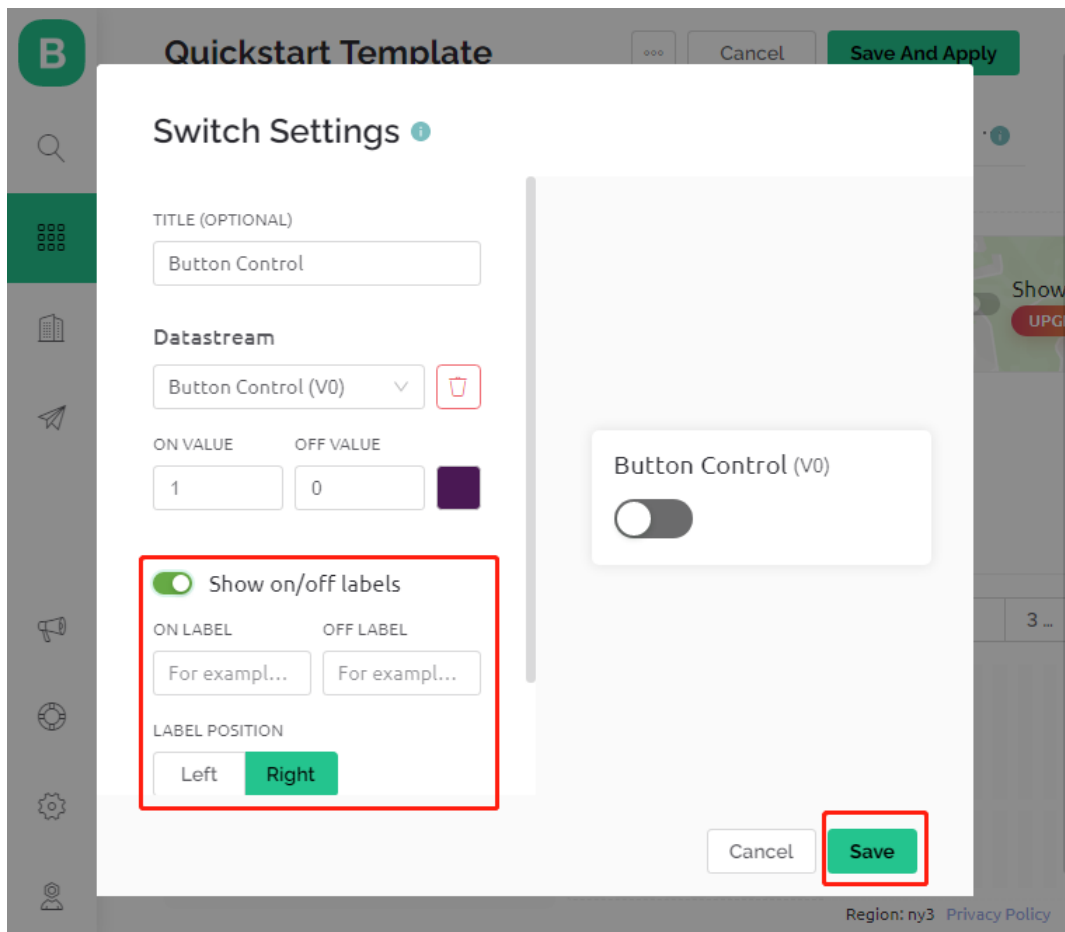 B
Quickstart Template
Cancel
Save And Apply
Switch Settings
TITLE (OPTIONAL)
Button Control
Datastream
Button Control (V0)
ON VALUE OFF VALUE
1 0
Show on/off labels
ON LABEL OFF LABEL
For exampl... For exampl...
LABEL POSITION
Left Right
Button Control (V0)
Show
UPG
3 ...
Cancel Save
Region: ny3 Privacy Policy